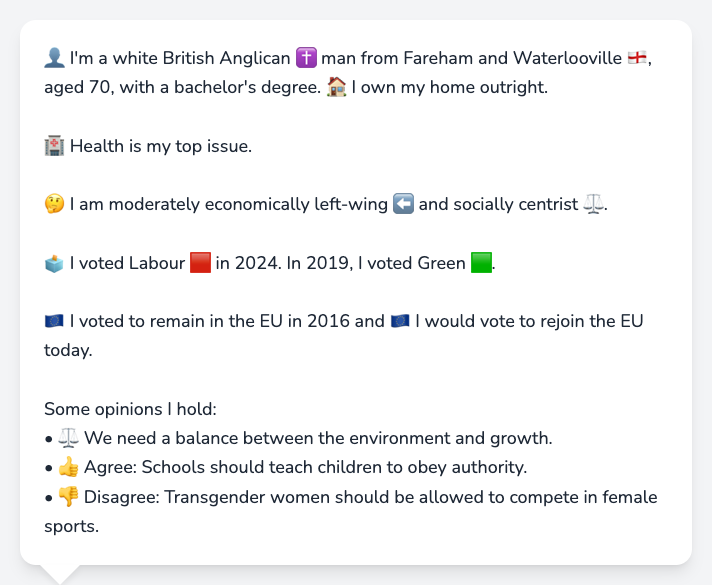 👤 I'm a white British Anglican ✝️ man from Fareham and Waterlooville 🏴󠁧󠁢󠁥󠁮󠁧󠁿,
aged 70, with a bachelor's degree. 🏠 I own my home outright.
🏥 Health is my top issue.
🤔 I am moderately economically left-wing ⬅️ and socially centrist ⚖️.
🗳️ I voted Labour 🟥 in 2024. In 2019, I voted Green 🟩.
🇪🇺 I voted to remain in the EU in 2016 and 🇪🇺 I would vote to rejoin the EU
today.
Some opinions I hold:
• ⚖️ We need a balance between the environment and growth.
• 👍 Agree: Schools should teach children to obey authority.
• 👎 Disagree: Transgender women should be allowed to compete in female
sports.